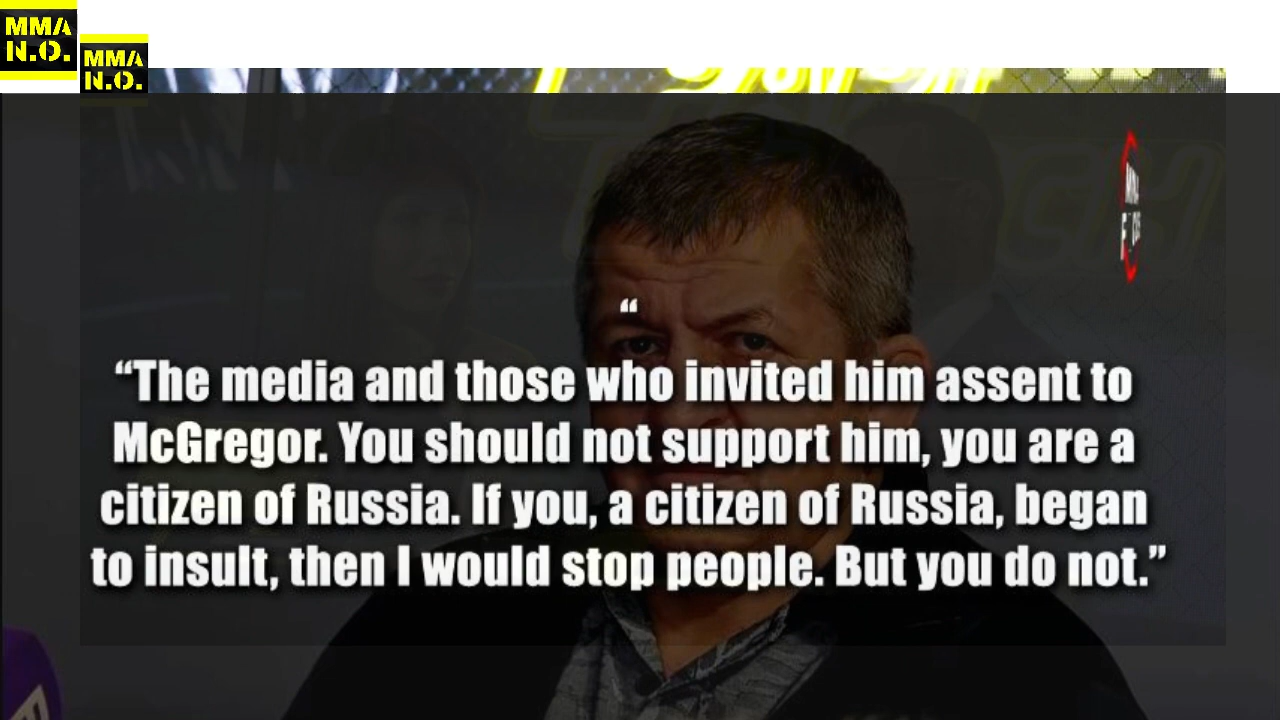 MMA
N.O.
MMA
N.O.
“
“The media and those who invited him assent to
McGregor. You should not support him, you are a
citizen of Russia. If you, a citizen of Russia, began
to insult, then I would stop people. But you do not.”